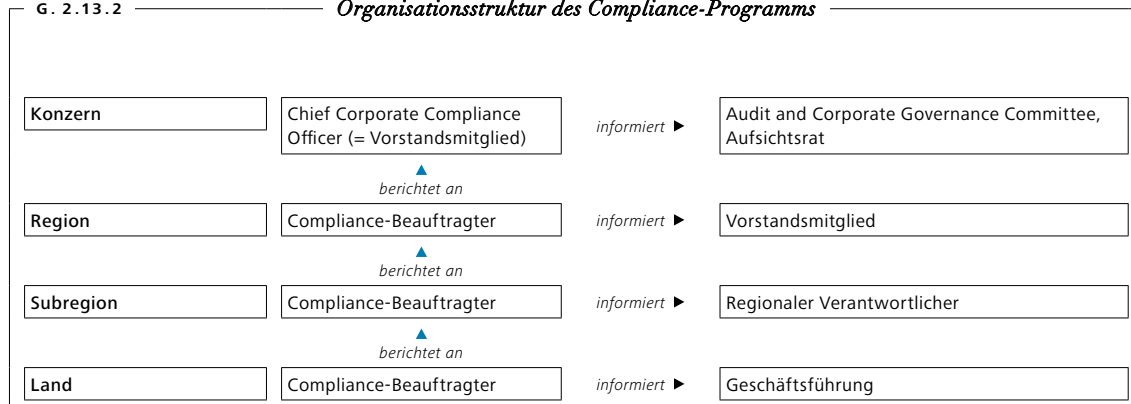 G. 2.13.2
Organisationsstruktur des Compliance-Programms
Konzern
Chief Corporate Compliance
Officer (= Vorstandsmitglied)
informiert ▶
Audit and Corporate Governance Committee,
Aufsichtsrat
▲
berichtet an
Region
Compliance-Beauftragter
informiert ▶
Vorstandsmitglied
▲
berichtet an
Subregion
Compliance-Beauftragter
informiert ▶
Regionaler Verantwortlicher
▲
berichtet an
Land
Compliance-Beauftragter
informiert ▶
Geschäftsführung